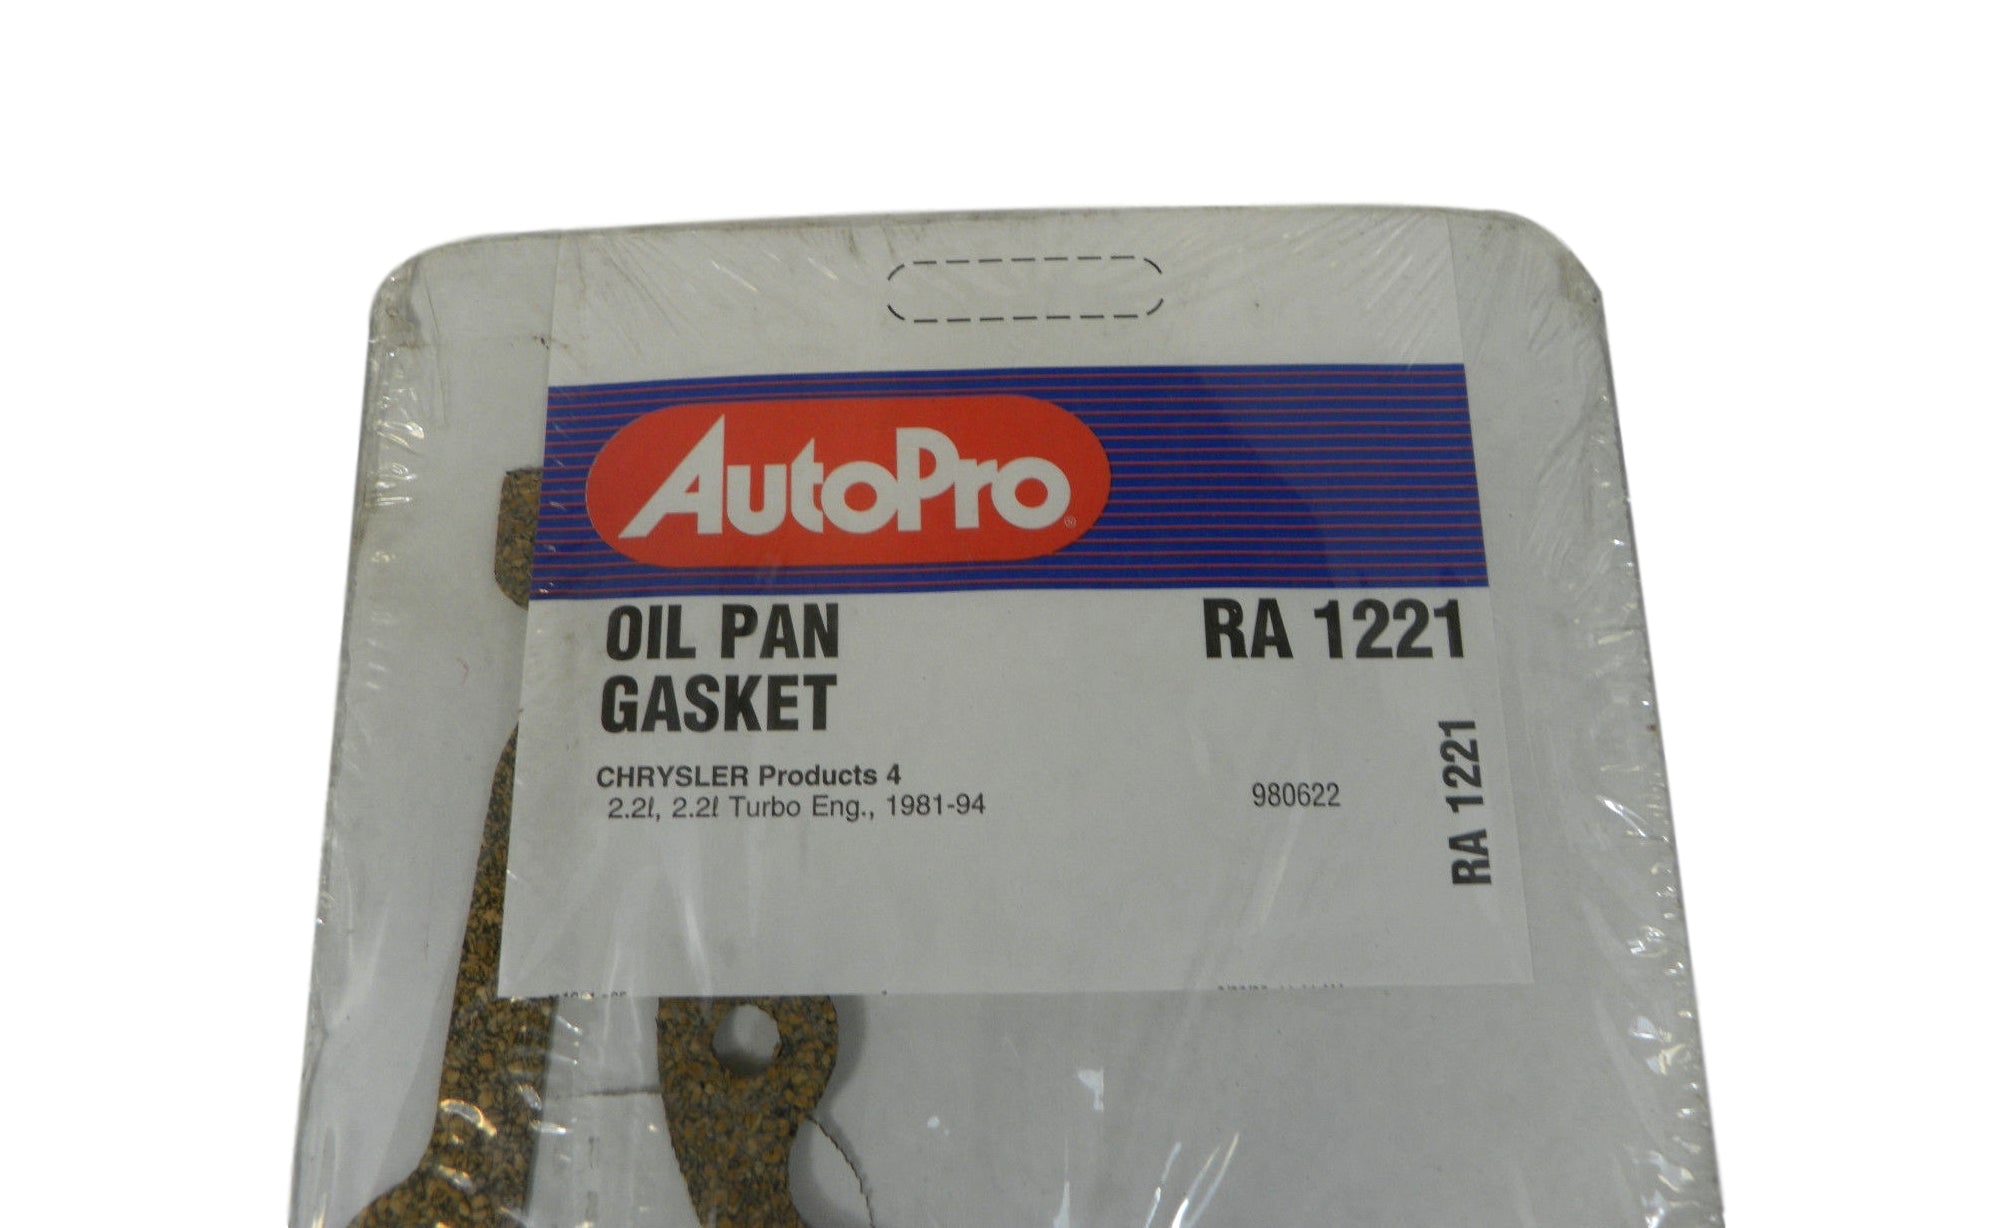 AutoPro®
OIL PAN
GASKET
RA 1221
CHRYSLER Products 4
2.2ℓ, 2.2ℓ Turbo Eng., 1981-94
980622
RA 1221